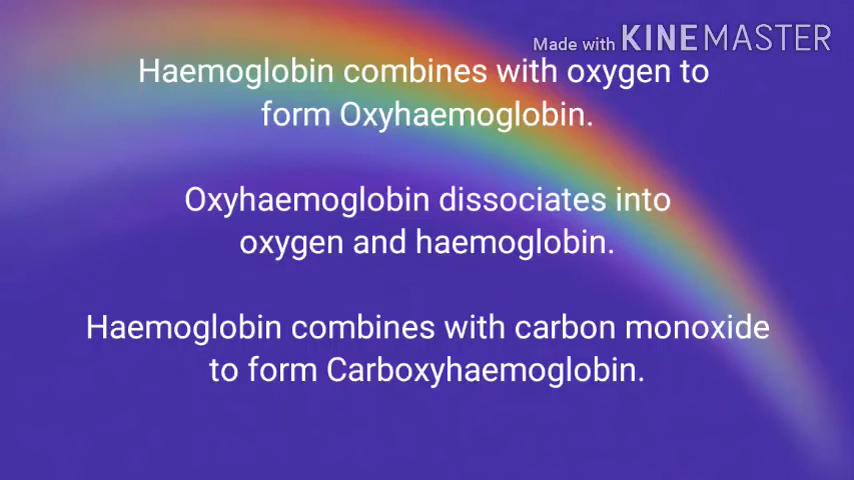 Made with KINEMASTER
Haemoglobin combines with oxygen to
form Oxyhaemoglobin.
Oxyhaemoglobin dissociates into
oxygen and haemoglobin.
Haemoglobin combines with carbon monoxide
to form Carboxyhaemoglobin.